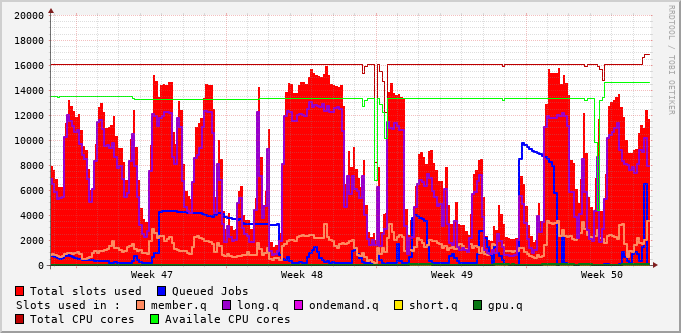 20000
18000
16000
14000
12000
10000
8000
6000
4000
2000
0
Week 47 Week 48 Week 49 Week 50
RRDTOOL / TOBI OETIKER
Total slots used Queued Jobs
Slots used in : member.q long.q ondemand.q short.q gpu.q
Total CPU cores Availale CPU cores